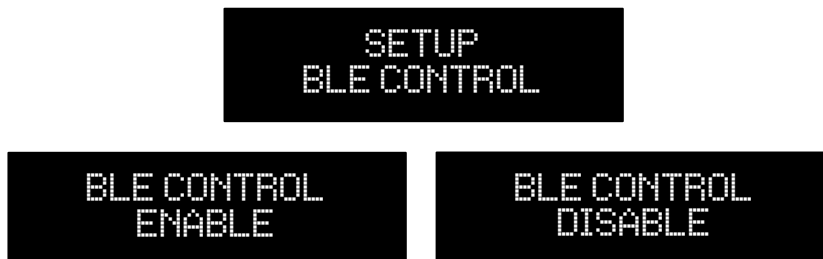 SETUP
BLE CONTROL
BLE CONTROL
ENABLE
BLE CONTROL
DISABLE